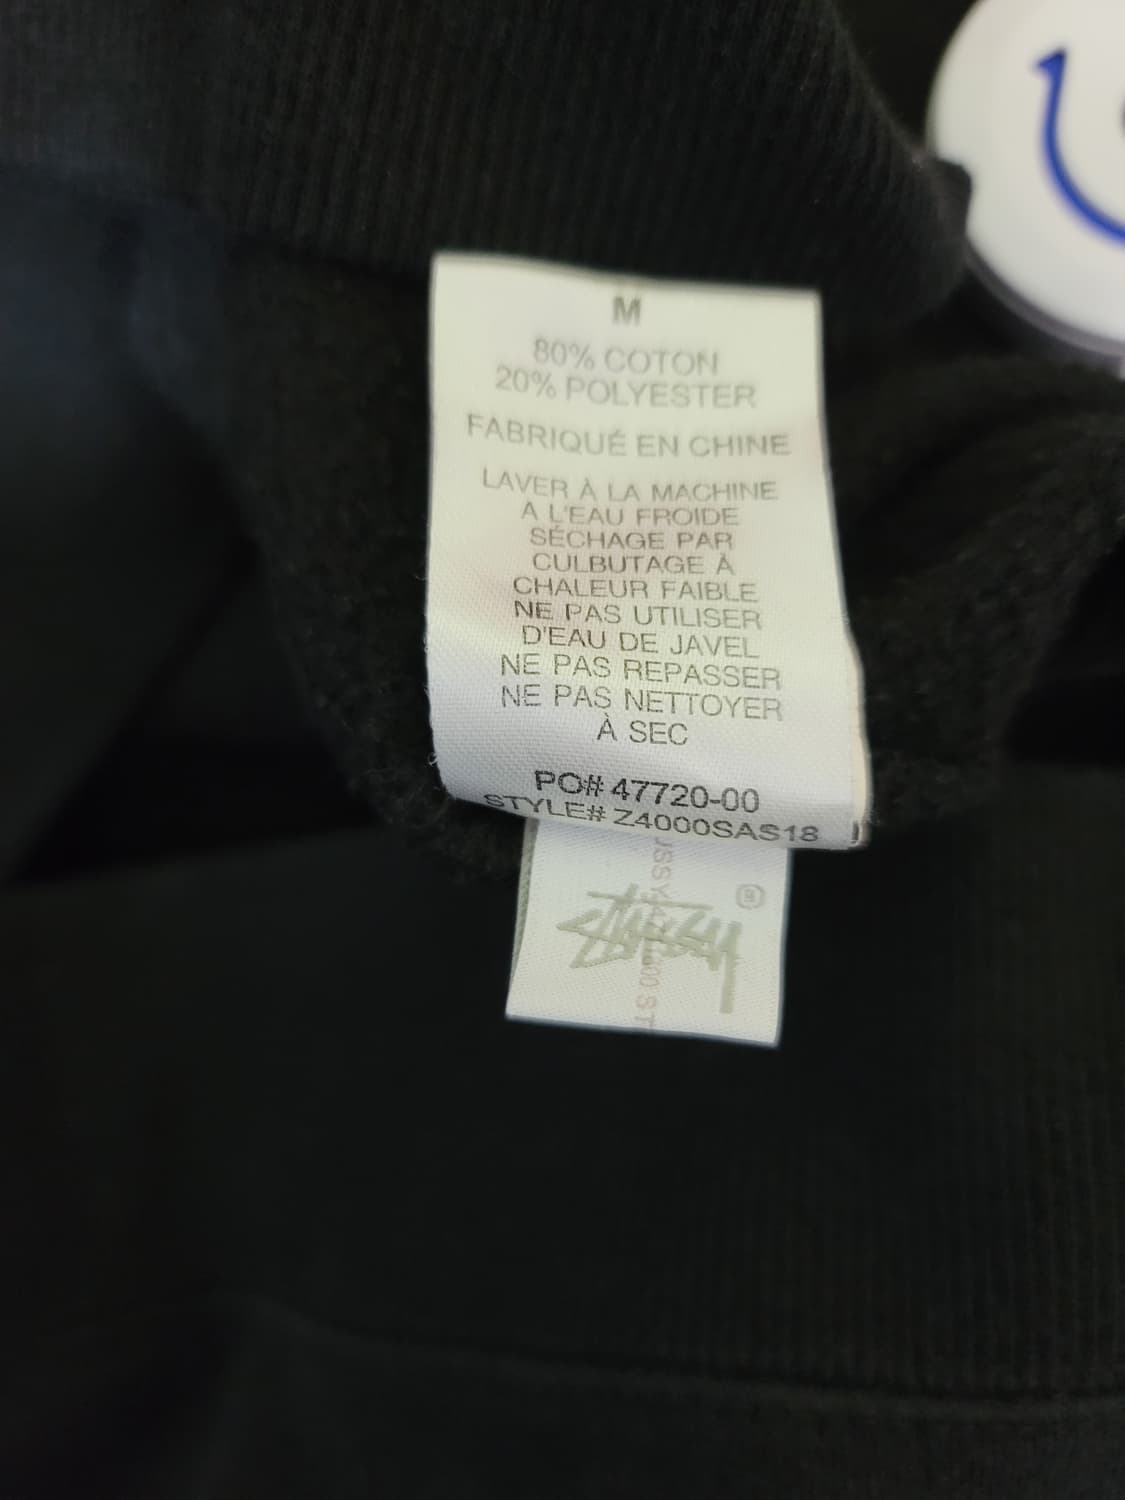 M
80% COTON
20% POLYESTER
FABRIQUÉ EN CHINE
LAVER À LA MACHINE
A L'EAU FROIDE
SÉCHAGE PAR
CULBUTAGE À
CHALEUR FAIBLE
NE PAS UTILISER
D'EAU DE JAVEL
NE PAS REPASSER
NE PAS NETTOYER
À SEC
PO# 47720-00
STYLE# Z4000SAS18
Stüssy ®